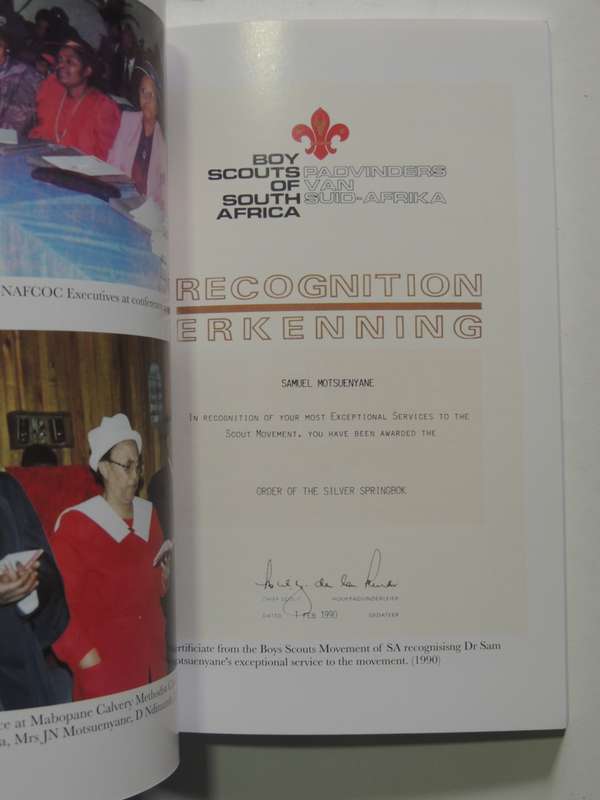 NAFCOC Executives at
ce at Mabopane Calvery Methodist
a, Mrs JN Motsuenyane, D
BOY
SCOUTS PADVINDERS
OF VAN
SOUTH SUID-AFRIKA
AFRICA
RECOGNITION
ERKENNING
SAMUEL MOTSUENYANE
IN RECOGNITION OF YOUR MOST EXCEPTIONAL SERVICES TO THE
SCOUT MOVEMENT, YOU HAVE BEEN AWARDED THE
ORDER OF THE SILVER SPRINGBOK
CHIEF SCOUT HOOFPADVINDERLEIER
DATED 1 FEB 1990 GEDATEER
ertificiate from the Boys Scouts Movement of SA recognisisng Dr Sam
otsuenyane's exceptional service to the movement. (1990)